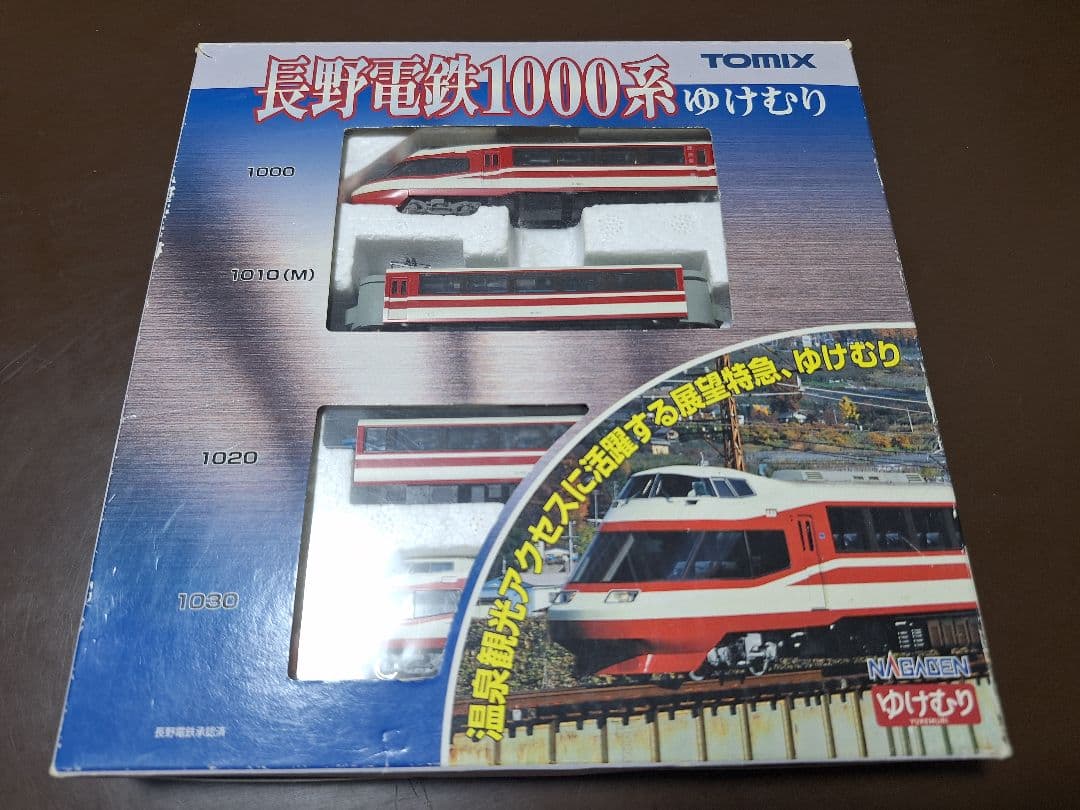 長野電鉄1000系 ゆけむり
TOMIX
1000
1010(M)
1020
1030
温泉観光アクセスに活躍する展望特急、ゆけむり
NAGADEN
ゆけむり
YUKEMURI
長野電鉄承認済